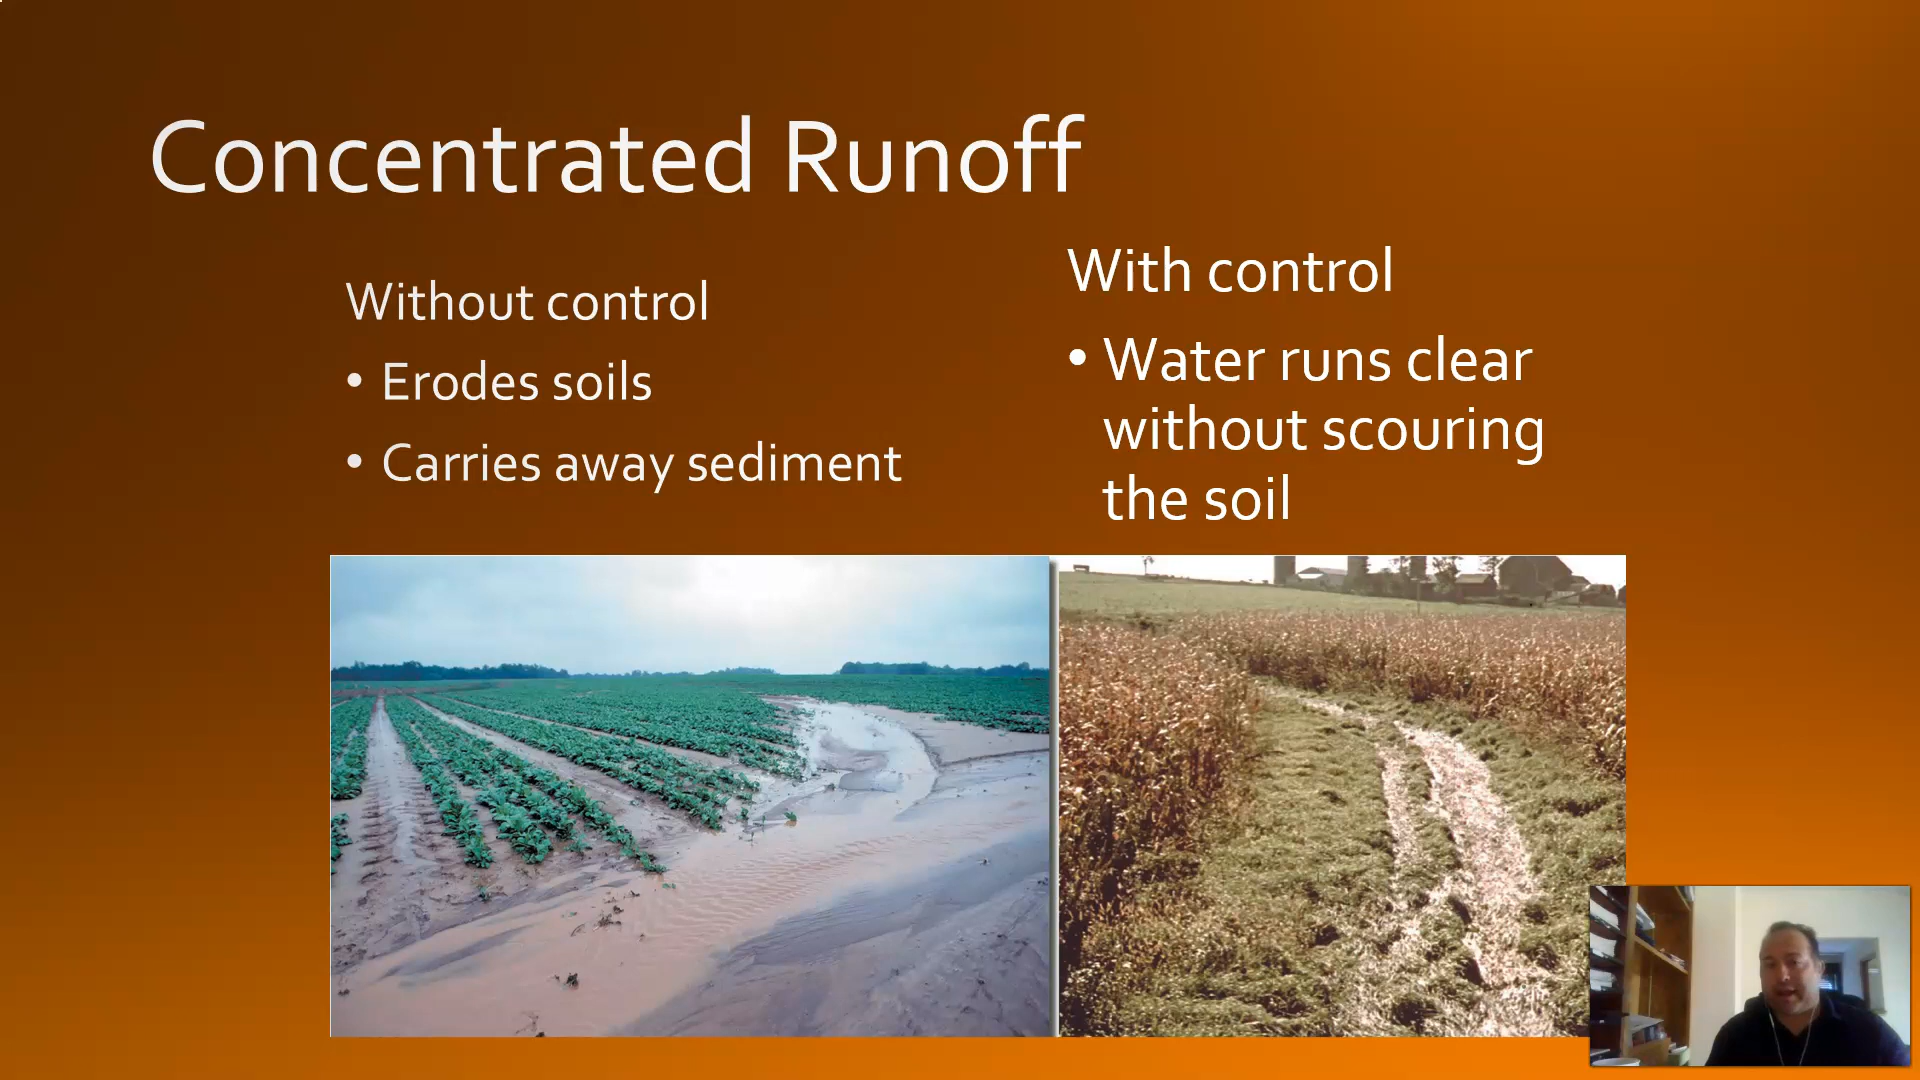 Concentrated Runoff
Without control
• Erodes soils
• Carries away sediment
With control
• Water runs clear
without scouring
the soil